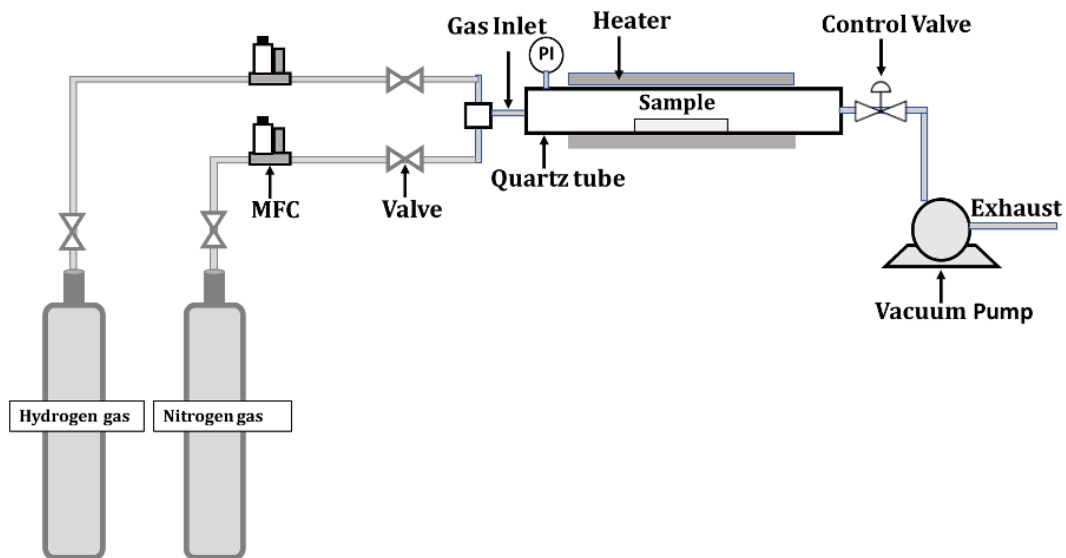 Gas Inlet
Heater
Control Valve
PI
Sample
Quartz tube
MFC
Valve
Exhaust
Vacuum Pump
Hydrogen gas
Nitrogen gas